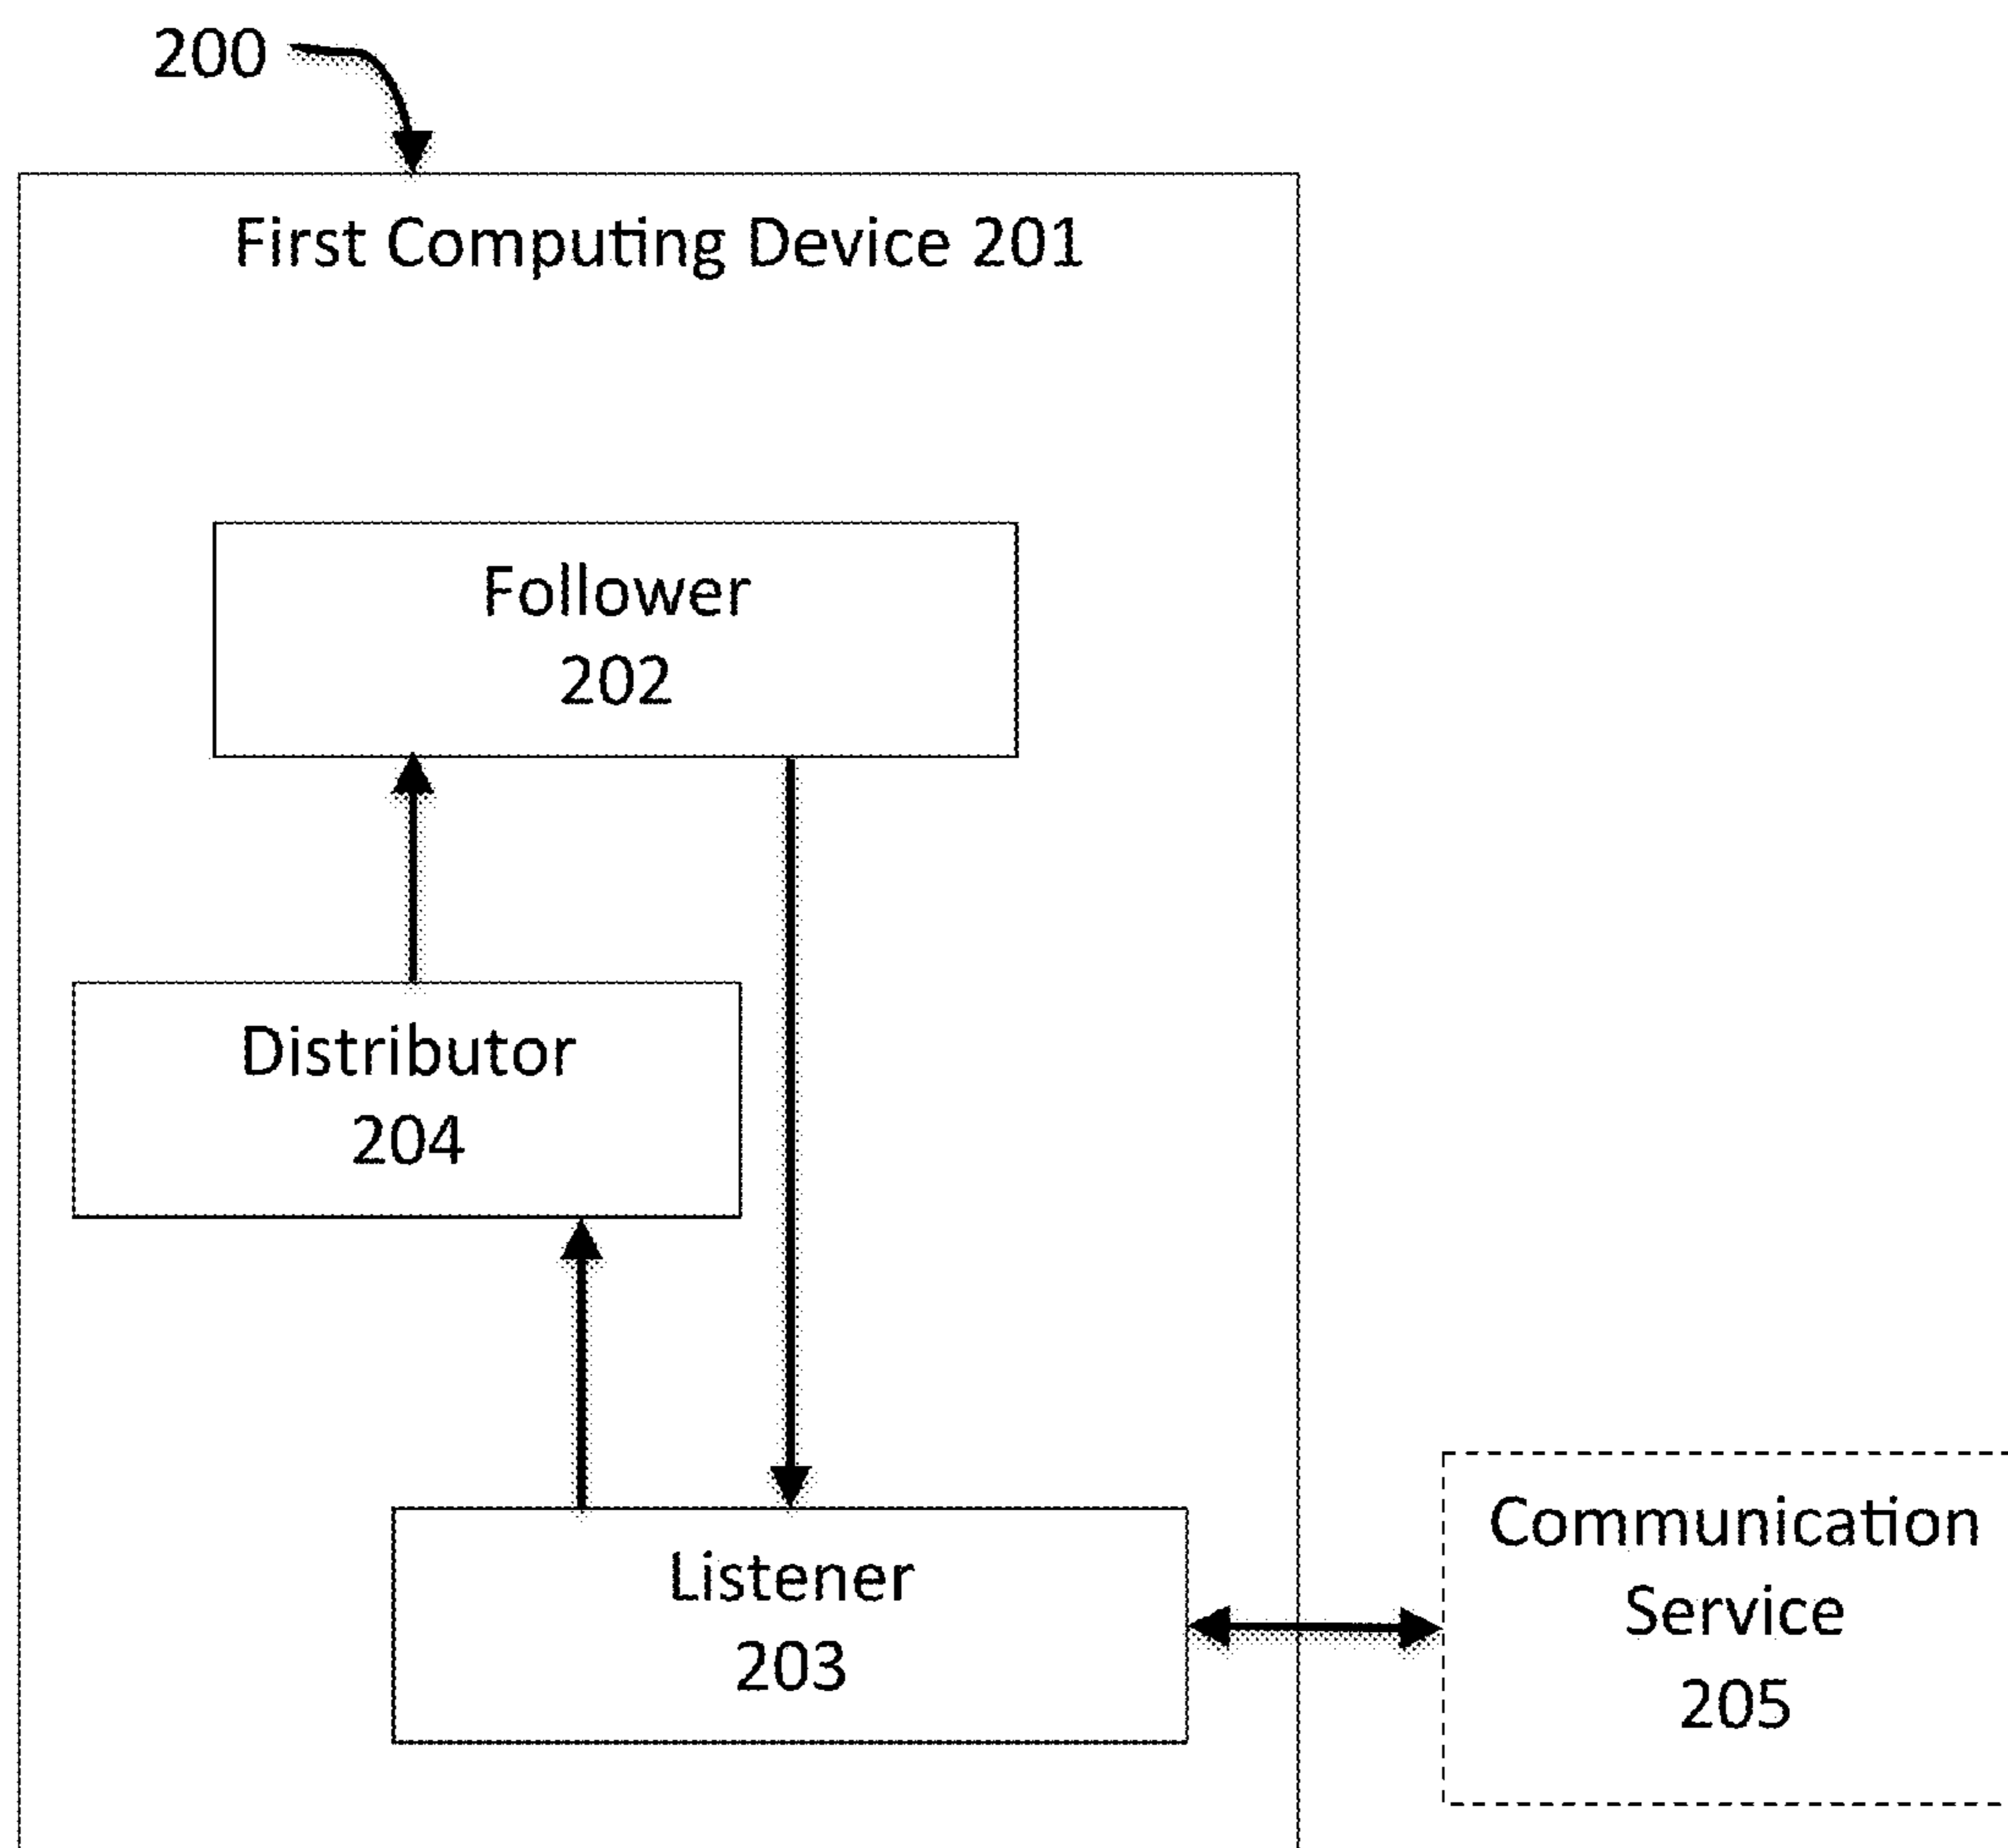 200
First Computing Device 201
Follower
202
Distributor
204
Listener
203
Communication
Service
205